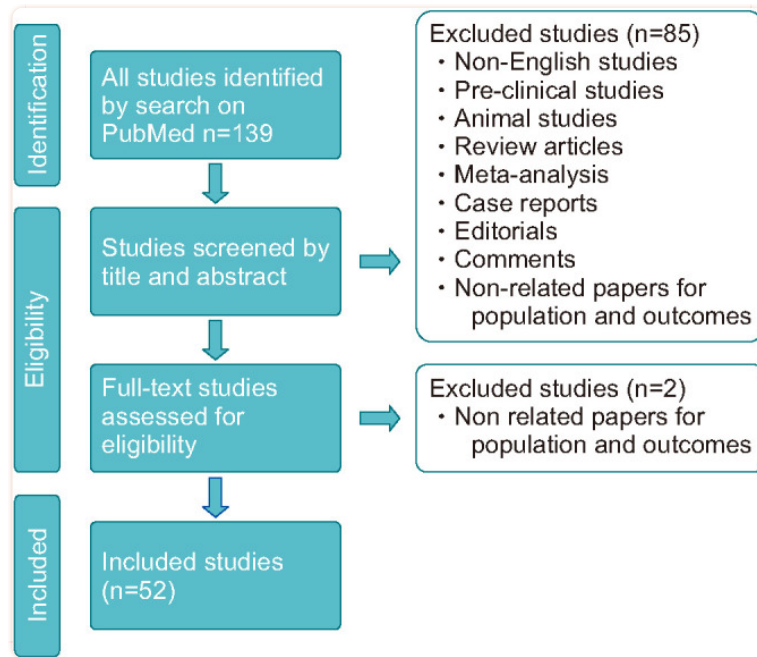 Identification
All studies identified
by search on
PubMed n=139
Excluded studies (n=85)
・Non-English studies
・Pre-clinical studies
・Animal studies
・Review articles
・Meta-analysis
・Case reports
・Editorials
・Comments
・Non-related papers for
population and outcomes
Eligibility
Studies screened by
title and abstract
Full-text studies
assessed for
eligibility
Excluded studies (n=2)
・Non related papers for
population and outcomes
Included
Included studies
(n=52)